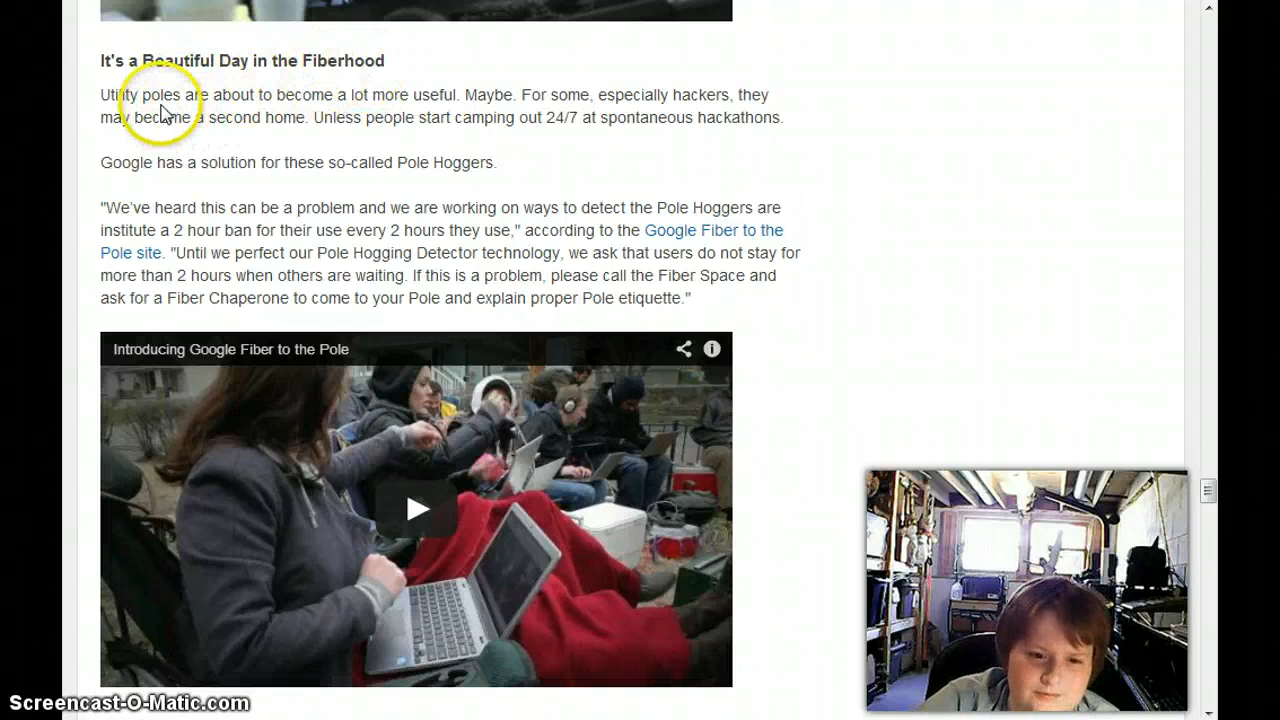 It's a Beautiful Day in the Fiberhood
Utility poles are about to become a lot more useful. Maybe. For some, especially hackers, they
may become a second home. Unless people start camping out 24/7 at spontaneous hackathons.
Google has a solution for these so-called Pole Hoggers.
"We've heard this can be a problem and we are working on ways to detect the Pole Hoggers are
institute a 2 hour ban for their use every 2 hours they use," according to the Google Fiber to the
Pole site. "Until we perfect our Pole Hogging Detector technology, we ask that users do not stay for
more than 2 hours when others are waiting. If this is a problem, please call the Fiber Space and
ask for a Fiber Chaperone to come to your Pole and explain proper Pole etiquette."
Introducing Google Fiber to the Pole
Screencast-O-Matic.com